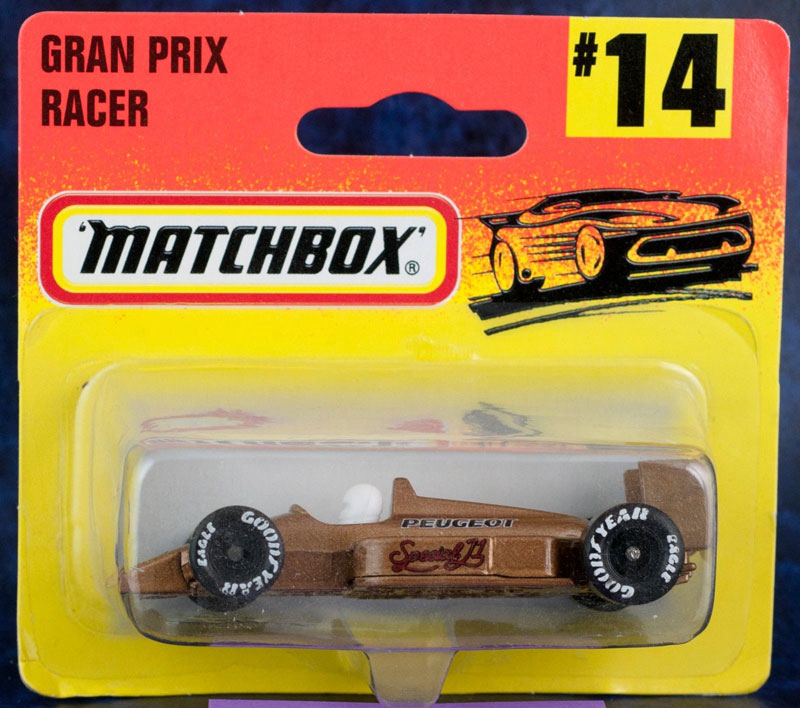 GRAN PRIX
RACER
#14
'MATCHBOX'®
PEUGEOT
Special 71
EAGLE
GOODYEAR
GOODYEAR
EAGLE